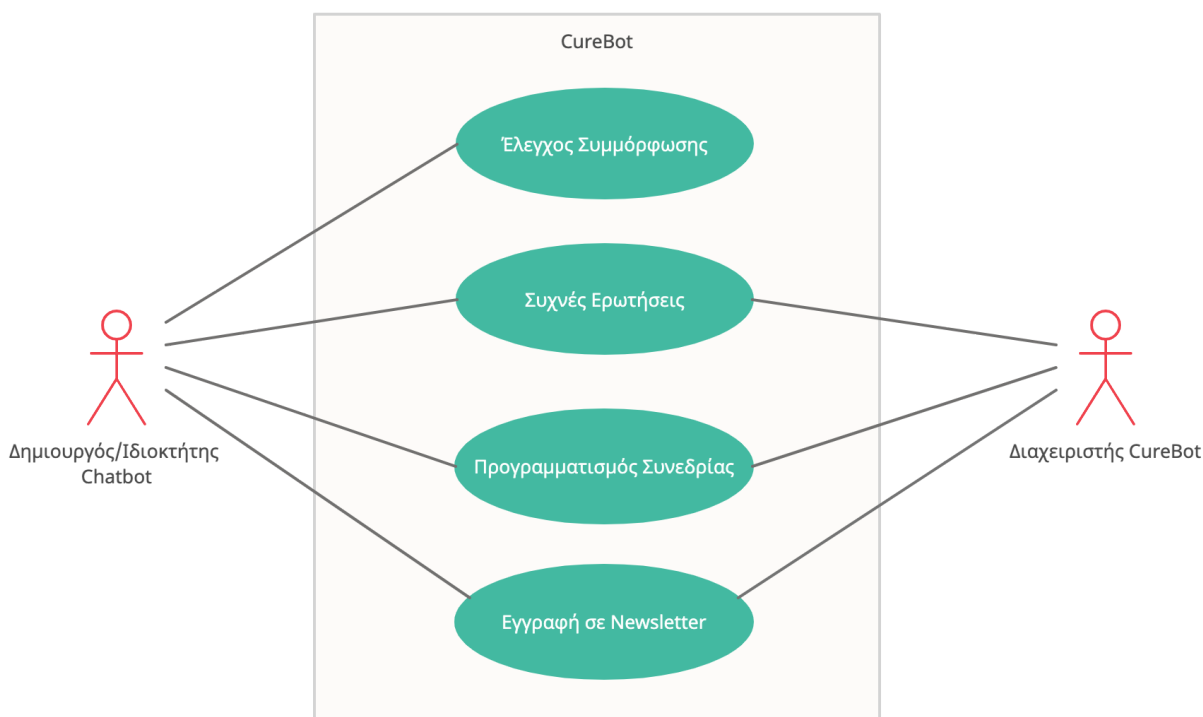 CureBot
Έλεγχος Συμμόρφωσης
Συχνές Ερωτήσεις
Προγραμματισμός Συνεδρίας
Εγγραφή σε Newsletter
Δημιουργός/Ιδιοκτήτης
Chatbot
Διαχειριστής CureBot